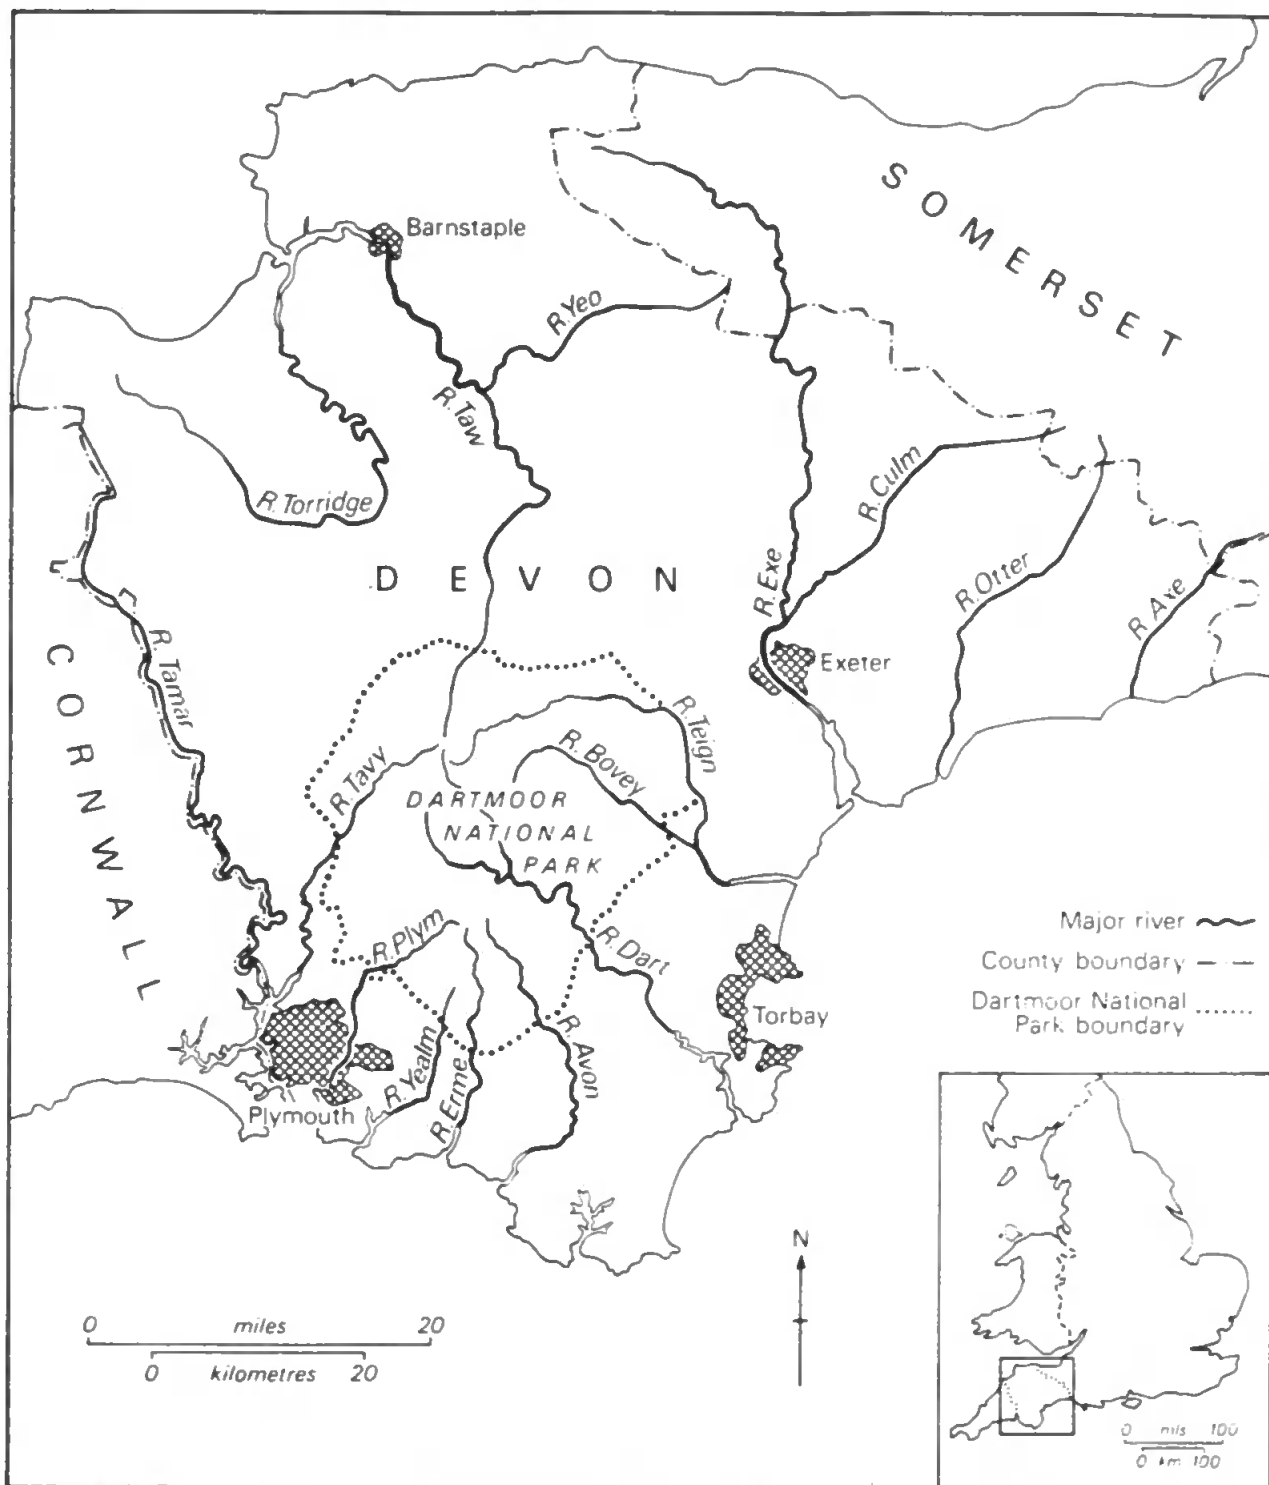 SOMERSET
Barnstaple
R.Yeo
R.Taw
R.Torridge
R.Culm
R.Exe
R.Otter
R.Axe
DEVON
Exeter
R.Tamar
CORNWALL
R.Teign
R.Bovey
R.Tavy
DARTMOOR
NATIONAL
PARK
R.Plym
R.Dart
Torbay
R.Yealm
R.Erme
R.Avon
Plymouth
Major river
County boundary
Dartmoor National
Park boundary
N
0 miles 20
0 kilometres 20
0 mls 100
0 km 100